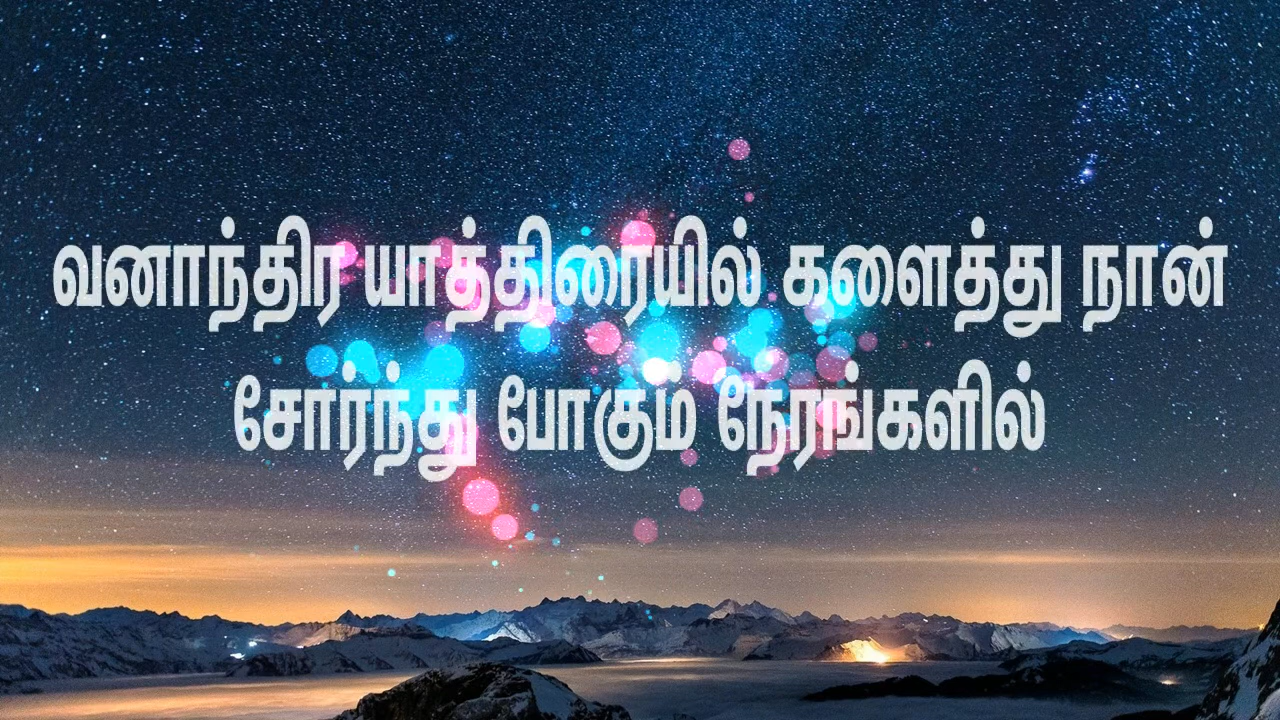 வனாந்திர யாத்திரையில் களைத்து நான்
சோர்ந்து போகும் நேரங்களில்